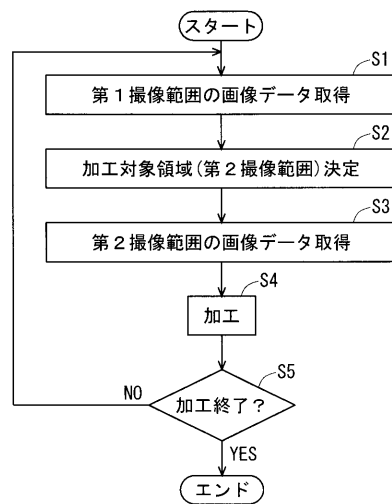 スタート
S1
第1撮像範囲の画像データ取得
S2
加工対象領域(第2撮像範囲)決定
S3
第2撮像範囲の画像データ取得
S4
加工
S5
加工終了?
NO
YES
エンド